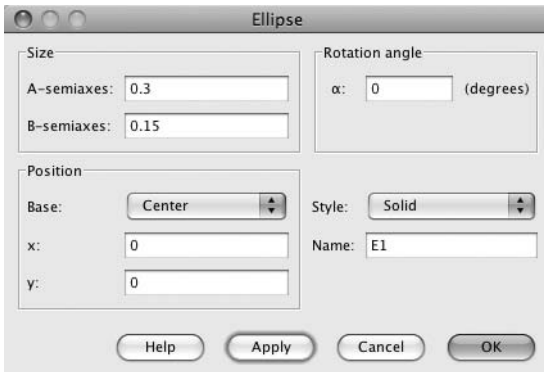 Ellipse
Size
A-semiaxes: 0.3
B-semiaxes: 0.15
Rotation angle
α: 0 (degrees)
Position
Base: Center
x: 0
y: 0
Style: Solid
Name: E1
Help Apply Cancel OK